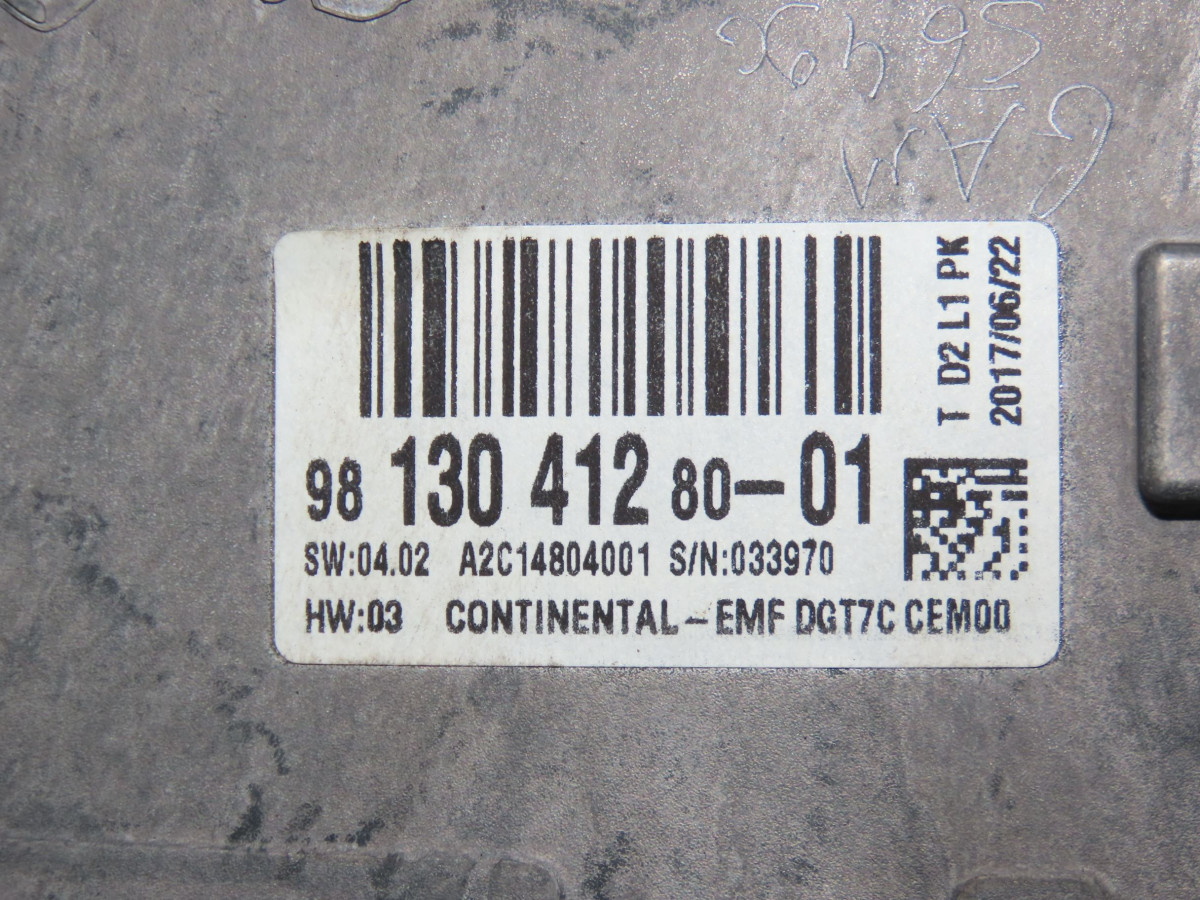 98 130 412 80-01
SW:04.02 A2C14804001 S/N:033970
HW:03 CONTINENTAL-EMF DGT7C CEM00
T D2 L1 PK
2017/06/22